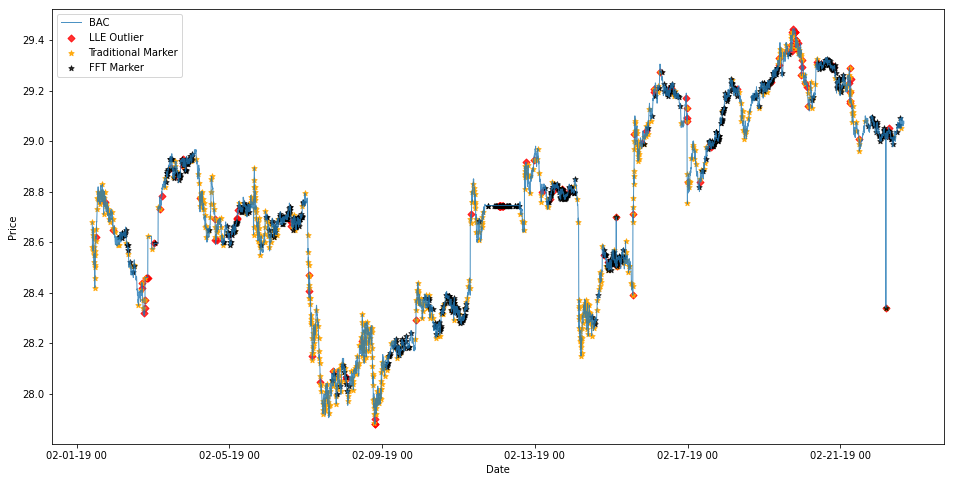 BAC
LLE Outlier
Traditional Marker
FFT Marker
29.4
29.2
29.0
28.8
28.6
28.4
28.2
28.0
Price
02-01-19 00
02-05-19 00
02-09-19 00
02-13-19 00
02-17-19 00
02-21-19 00
Date